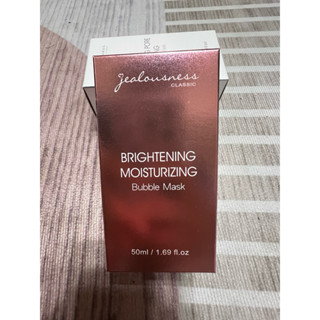 jealousness
CLASSIC
BRIGHTENING
MOISTURIZING
Bubble Mask
50ml / 1.69 fl.oz